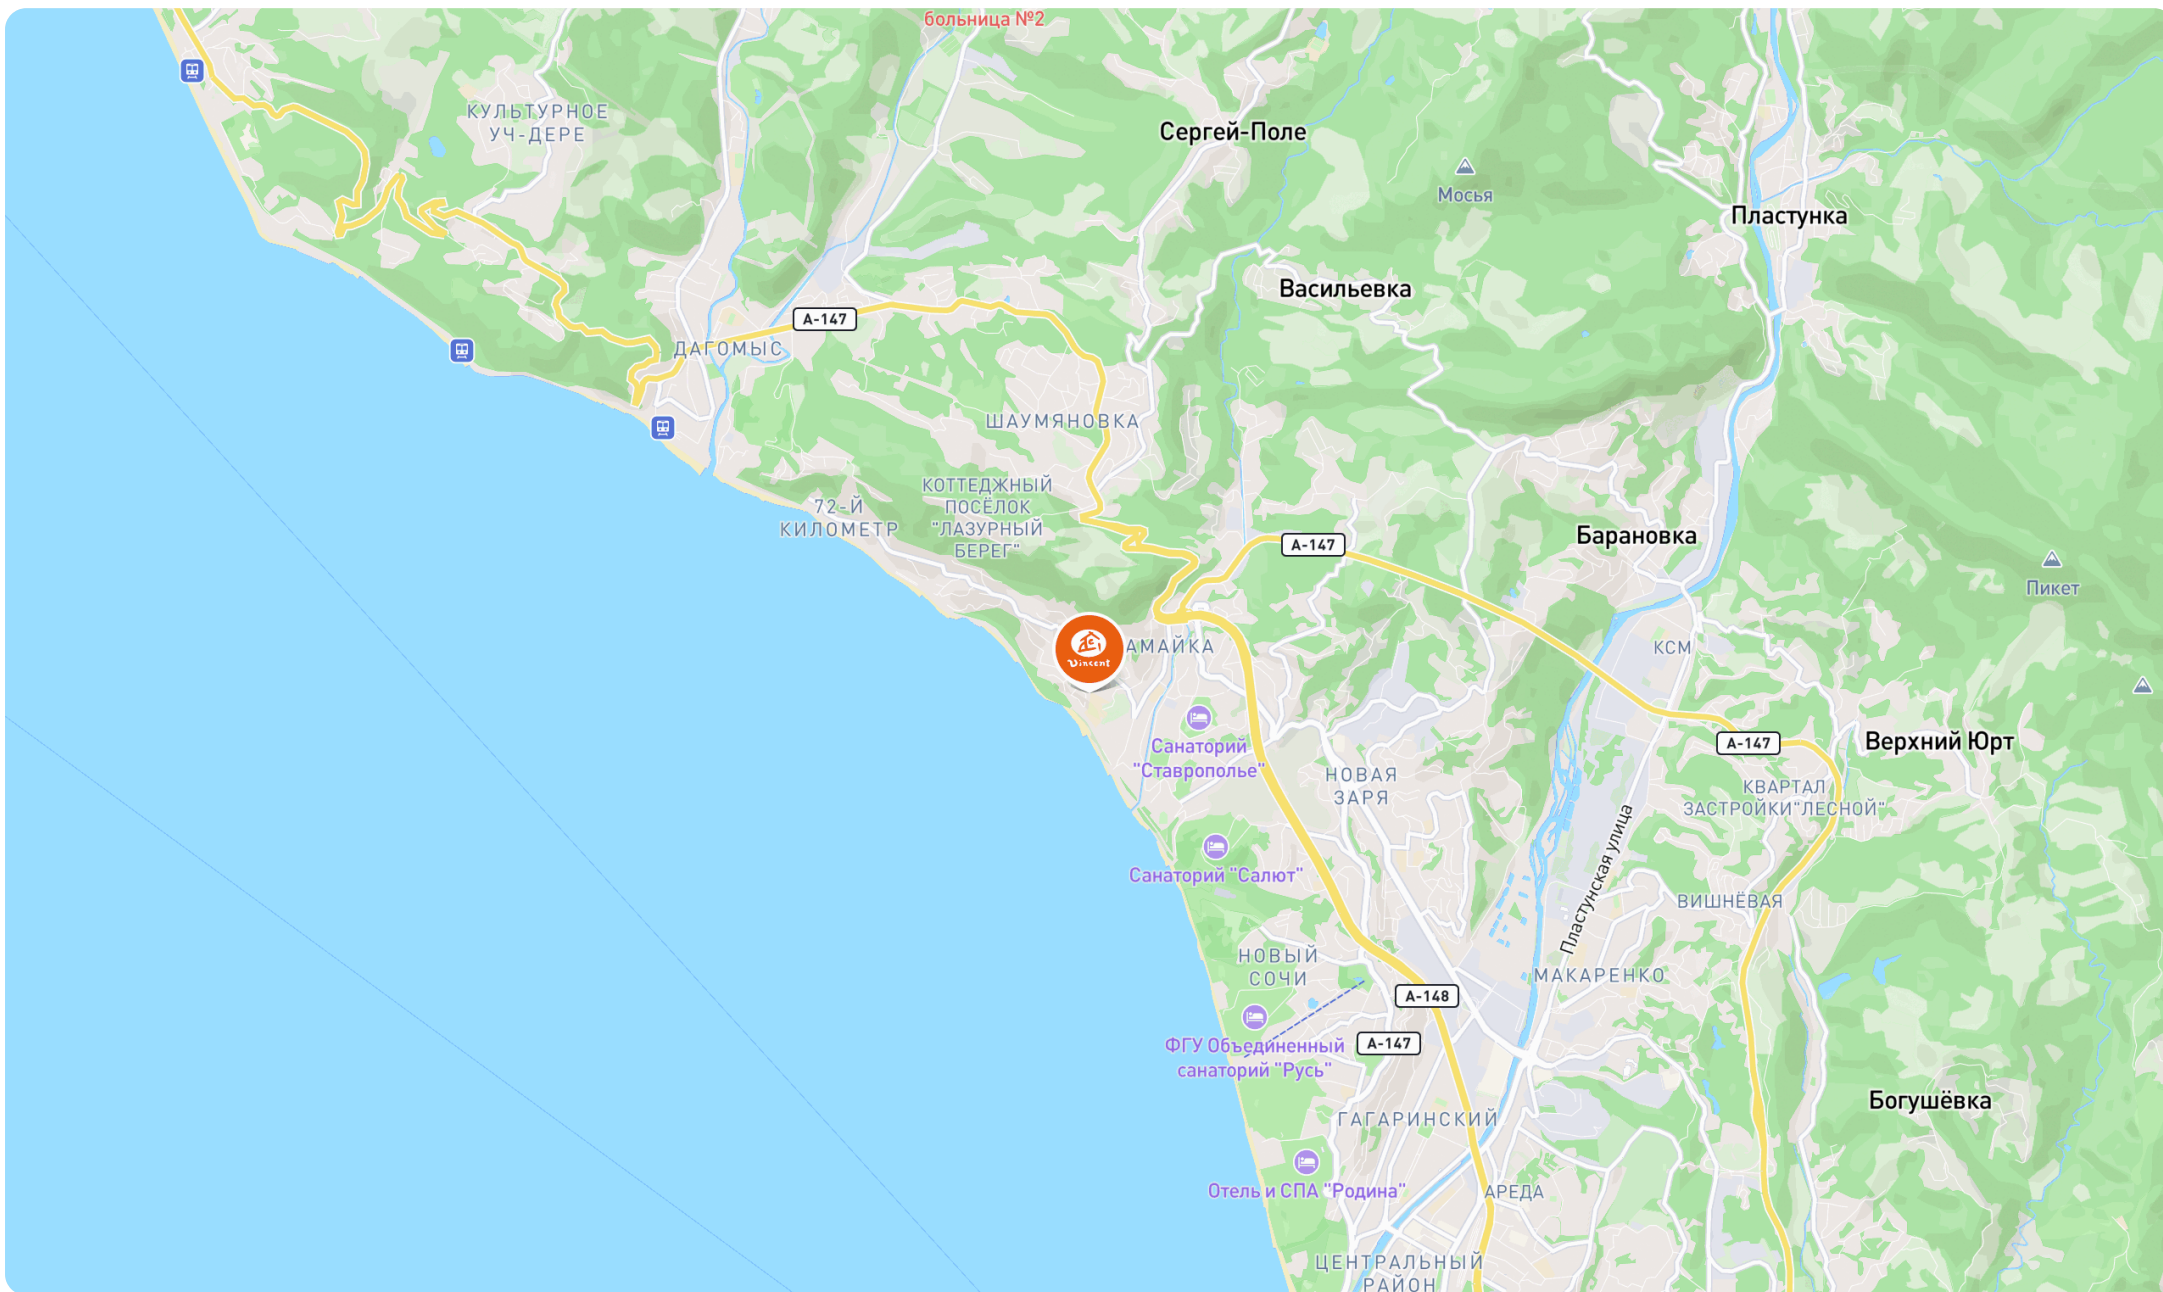 больница №2
КУЛЬТУРНОЕ
УЧ-ДЕРЕ
Сергей-Поле
Мосья
Пластунка
Васильевка
А-147
ДАГОМЫС
ШАУМЯНОВКА
КОТТЕДЖНЫЙ
ПОСЁЛОК
"ЛАЗУРНЫЙ
БЕРЕГ"
72-Й
КИЛОМЕТР
А-147
Барановка
Пикет
Vincent
АМАЙКА
КСМ
Санаторий
"Ставрополье"
НОВАЯ
ЗАРЯ
А-147
Верхний Юрт
КВАРТАЛ
ЗАСТРОЙКИ"ЛЕСНОЙ"
Пластунская улица
Санаторий "Салют"
ВИШНЁВАЯ
НОВЫЙ
СОЧИ
МАКАРЕНКО
А-148
ФГУ Объединенный
санаторий "Русь"
А-147
Богушёвка
ГАГАРИНСКИЙ
Отель и СПА "Родина"
АРЕДА
ЦЕНТРАЛЬНЫЙ
РАЙОН